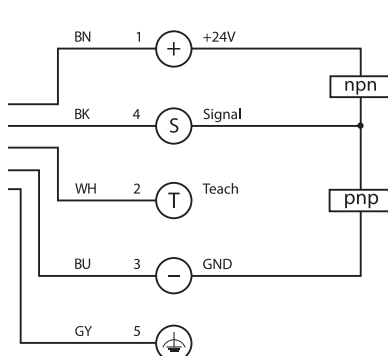 BN 1 + +24V
npn
BK 4 S Signal
WH 2 T Teach
pnp
BU 3 − GND
GY 5